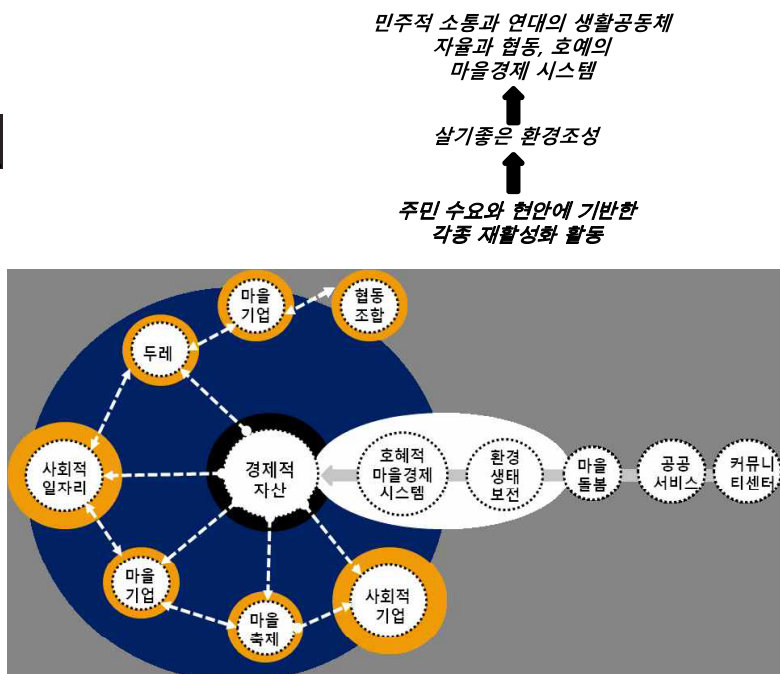 민주적 소통과 연대의 생활공동체
자율과 협동, 호예의
마을경제 시스템
살기좋은 환경조성
주민 수요와 현안에 기반한
각종 재활성화 활동
마을
기업
협동
조합
두레
사회적
일자리
경제적
자산
호혜적
마을경제
시스템
환경
생태
보전
마을
돌봄
공공
서비스
커뮤니
티센터
마을
기업
마을
축제
사회적
기업